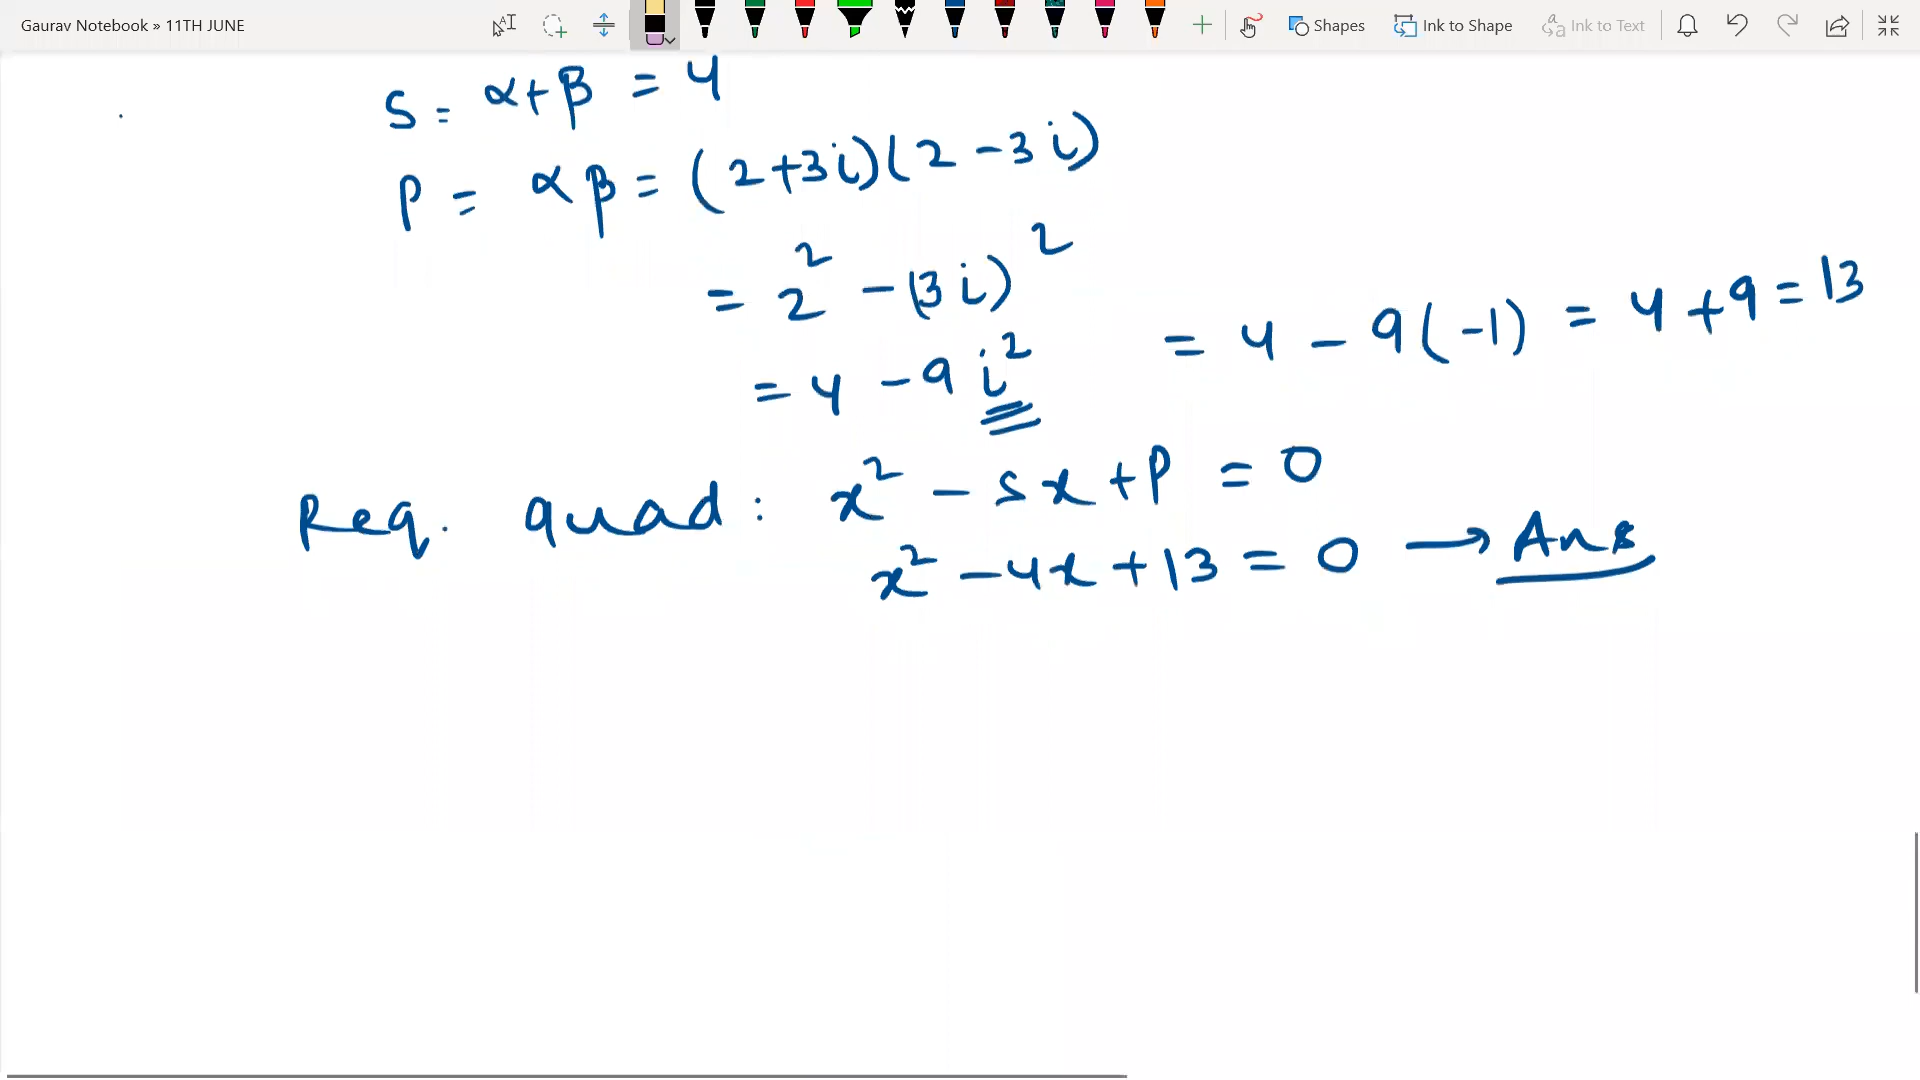 Gaurav Notebook » 11TH JUNE Shapes Ink to Shape Ink to Text
S = α+β = 4
P = αβ = (2+3i)(2-3i)
= 2² - (3i)²
= 4 - 9i² = 4 - 9(-1) = 4+9 = 13
Req. quad: x² - sx + P = 0
x² - 4x + 13 = 0 → Ans